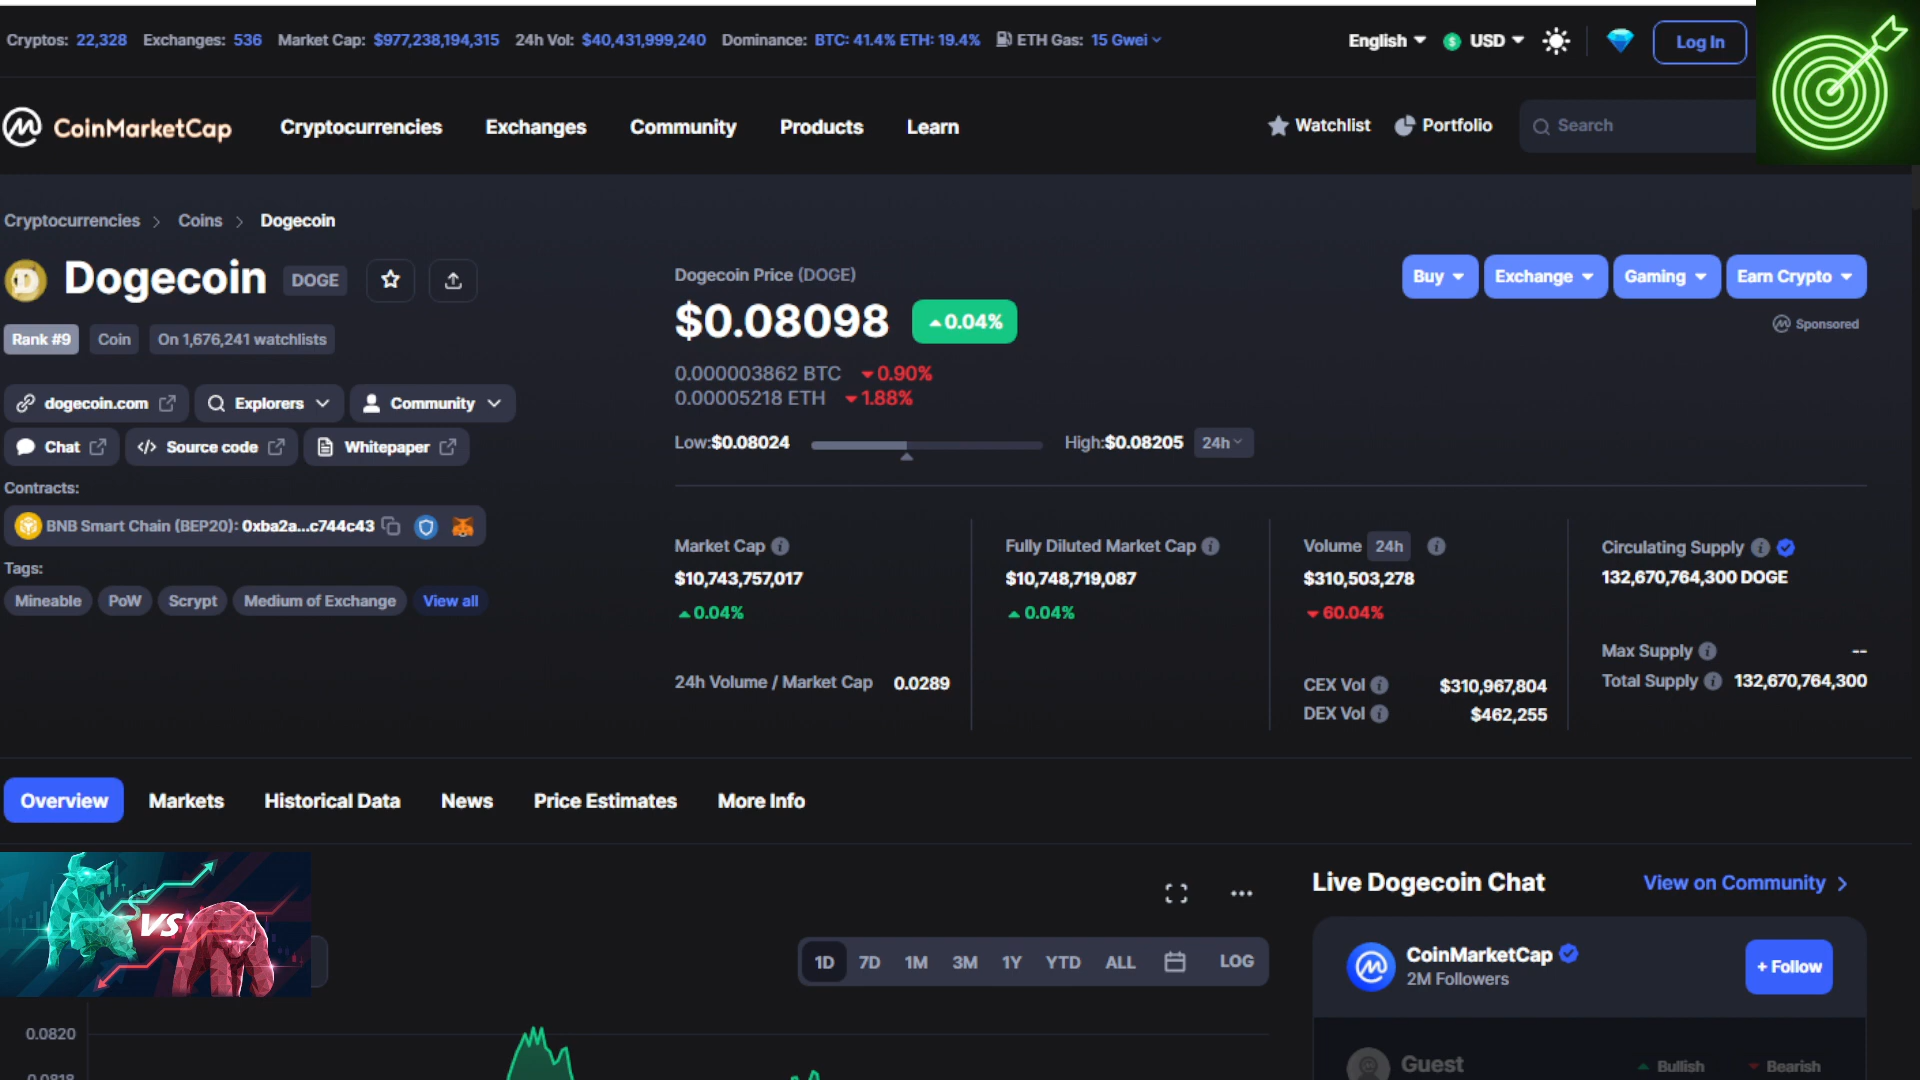 Cryptos: 22,328 Exchanges: 536 Market Cap: $977,238,194,315 24h Vol: $40,431,999,240 Dominance: BTC: 41.4% ETH: 19.4% ETH Gas: 15 Gwei
English USD Log In
CoinMarketCap Cryptocurrencies Exchanges Community Products Learn Watchlist Portfolio Search
Cryptocurrencies > Coins > Dogecoin
Dogecoin DOGE
Rank #9 Coin On 1,676,241 watchlists
dogecoin.com Explorers Community
Chat Source code Whitepaper
Contracts:
BNB Smart Chain (BEP20): 0xba2a...c744c43
Tags:
Mineable PoW Scrypt Medium of Exchange View all
Dogecoin Price (DOGE)
$0.08098 0.04%
0.000003862 BTC 0.90%
0.00005218 ETH 1.88%
Low:$0.08024 High:$0.08205 24h
Buy Exchange Gaming Earn Crypto
Sponsored
Market Cap
$10,743,757,017
0.04%
24h Volume / Market Cap 0.0289
Fully Diluted Market Cap
$10,748,719,087
0.04%
Volume 24h
$310,503,278
60.04%
CEX Vol $310,967,804
DEX Vol $462,255
Circulating Supply
132,670,764,300 DOGE
Max Supply --
Total Supply 132,670,764,300
Overview Markets Historical Data News Price Estimates More Info
VS
1D 7D 1M 3M 1Y YTD ALL LOG
0.0820
0.0818
Live Dogecoin Chat View on Community >
CoinMarketCap
2M Followers
+ Follow
Guest Bullish Bearish